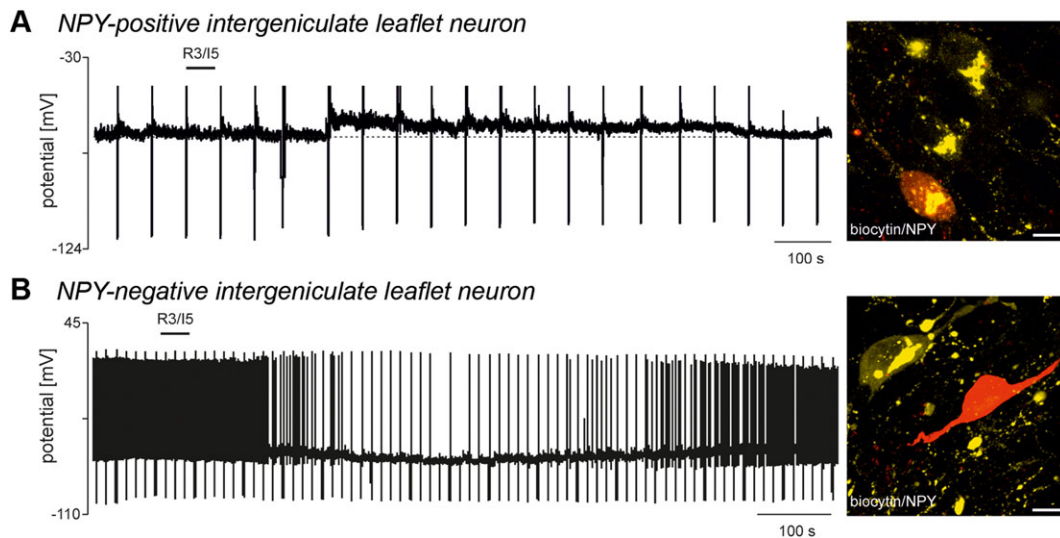 A NPY-positive intergeniculate leaflet neuron
R3/I5
-30
potential [mV]
-124
100 s
biocytin/NPY
B NPY-negative intergeniculate leaflet neuron
R3/I5
45
potential [mV]
-110
100 s
biocytin/NPY